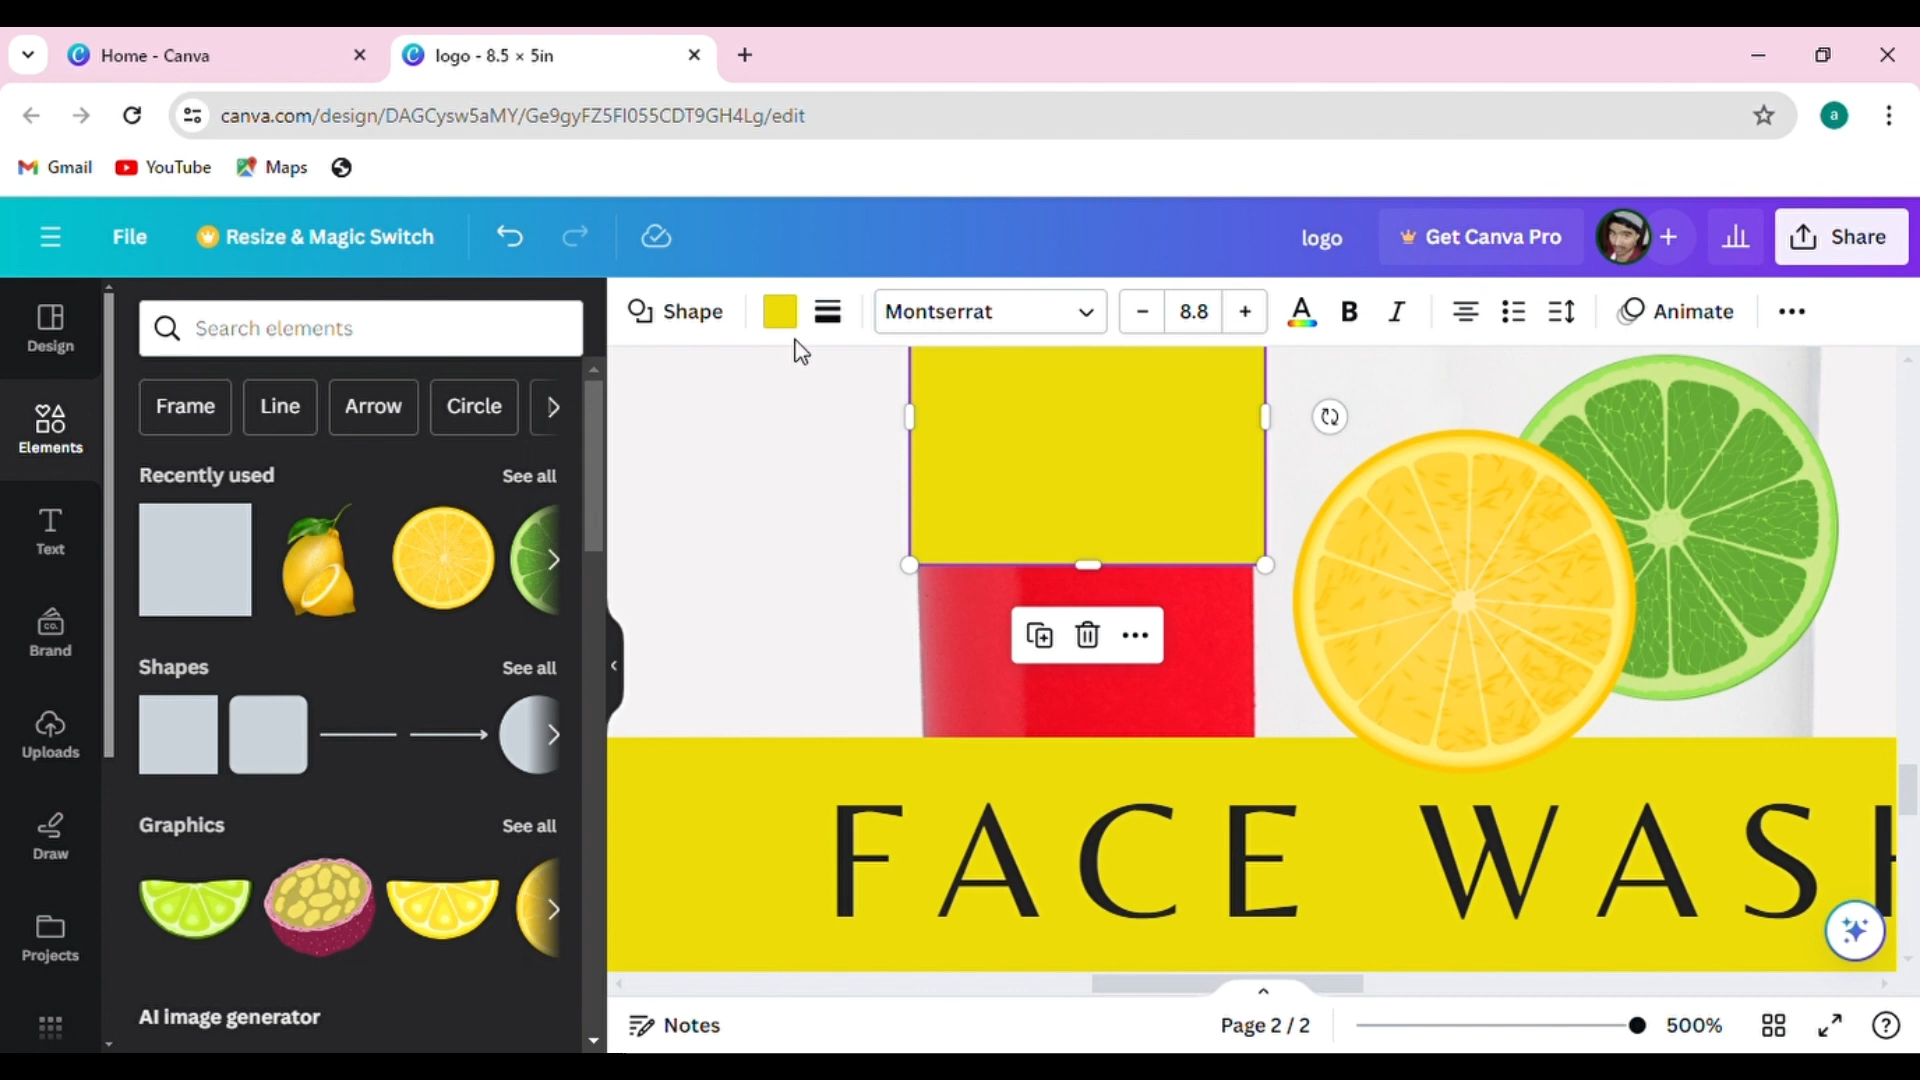 Home - Canva
logo - 8.5 × 5in
canva.com/design/DAGCysw5aMY/Ge9gyFZ5Fl055CDT9GH4Lg/edit
a
Gmail
YouTube
Maps
File
Resize & Magic Switch
logo
Get Canva Pro
Share
Design
Elements
Text
Brand
Uploads
Draw
Projects
Search elements
Frame
Line
Arrow
Circle
Recently used
See all
Shapes
See all
Graphics
See all
AI image generator
Shape
Montserrat
8.8
A
B
I
Animate
FACE WASH
Notes
Page 2 / 2
500%